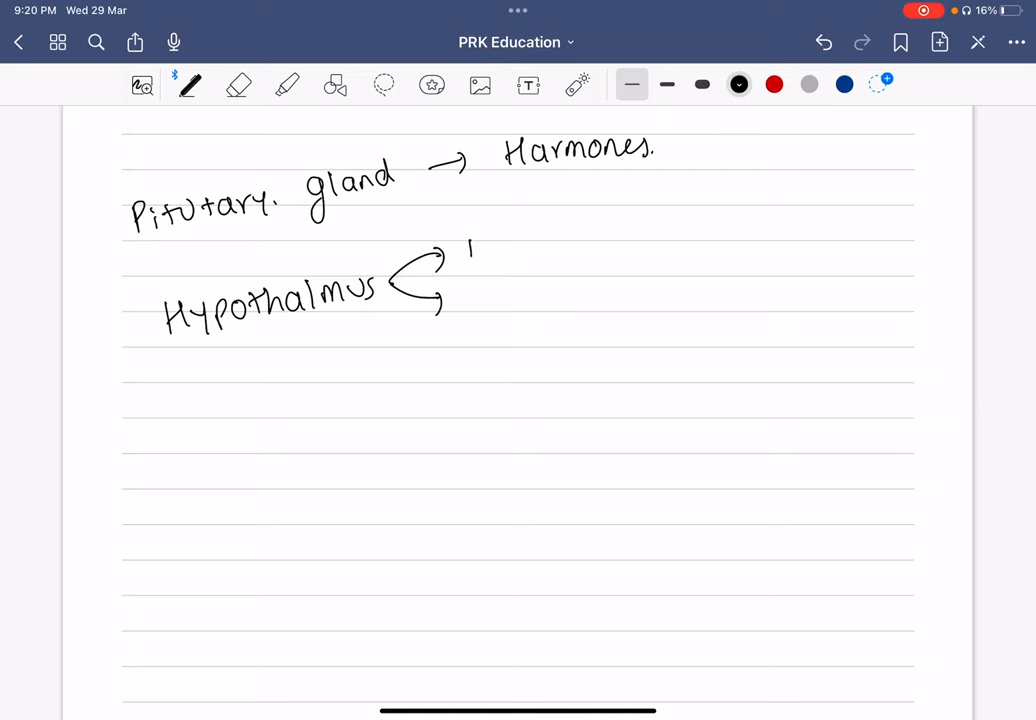 9:20 PM Wed 29 Mar
16%
PRK Education
T
Pitutary. gland → Harmones.
Hypothalmus